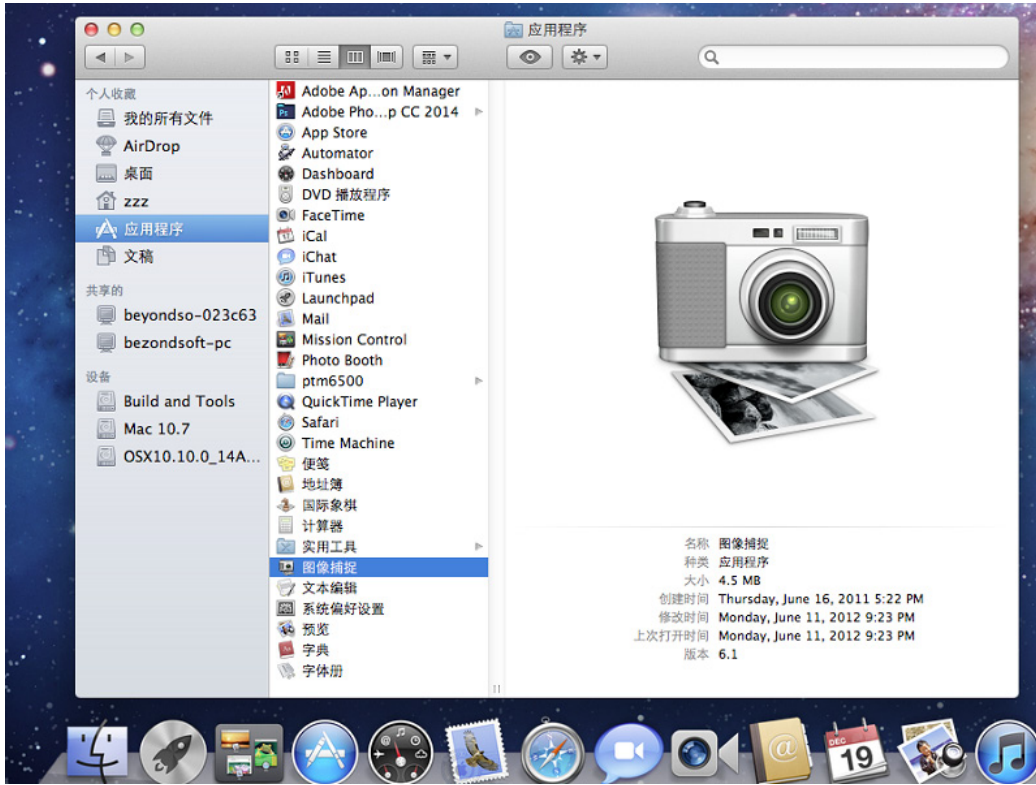 应用程序
个人收藏
我的所有文件
AirDrop
桌面
zzz
应用程序
文稿
共享的
beyondso-023c63
bezondsoft-pc
设备
Build and Tools
Mac 10.7
OSX10.10.0_14A...
Adobe Ap...on Manager
Adobe Pho...p CC 2014
App Store
Automator
Dashboard
DVD 播放程序
FaceTime
iCal
iChat
iTunes
Launchpad
Mail
Mission Control
Photo Booth
ptm6500
QuickTime Player
Safari
Time Machine
便笺
地址簿
国际象棋
计算器
实用工具
图像捕捉
文本编辑
系统偏好设置
预览
字典
字体册
名称 图像捕捉
种类 应用程序
大小 4.5 MB
创建时间 Thursday, June 16, 2011 5:22 PM
修改时间 Monday, June 11, 2012 9:23 PM
上次打开时间 Monday, June 11, 2012 9:23 PM
版本 6.1
@
DEC
19